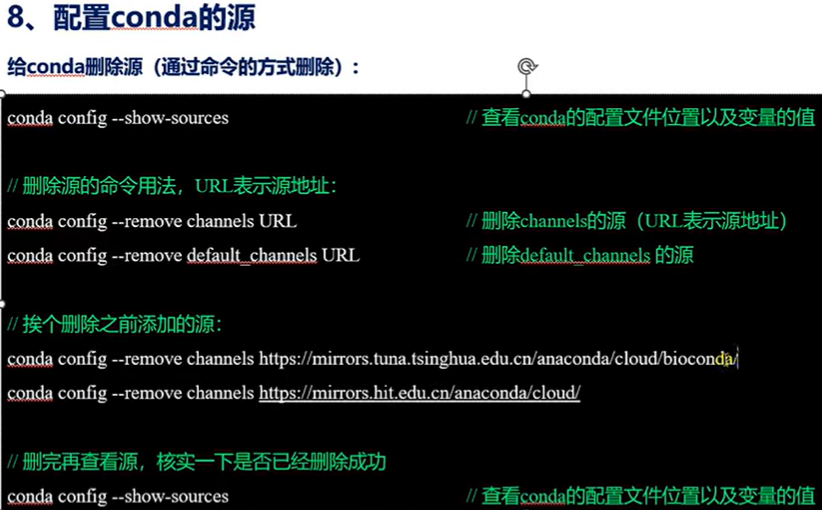 8、配置conda的源
给conda删除源（通过命令的方式删除）:
conda config --show-sources // 查看conda的配置文件位置以及变量的值
// 删除源的命令用法，URL表示源地址:
conda config --remove channels URL // 删除channels的源（URL表示源地址）
conda config --remove default_channels URL // 删除default_channels 的源
// 挨个删除之前添加的源:
conda config --remove channels https://mirrors.tuna.tsinghua.edu.cn/anaconda/cloud/bioconda/
conda config --remove channels https://mirrors.hit.edu.cn/anaconda/cloud/
// 删完再查看源，核实一下是否已经删除成功
conda config --show-sources // 查看conda的配置文件位置以及变量的值